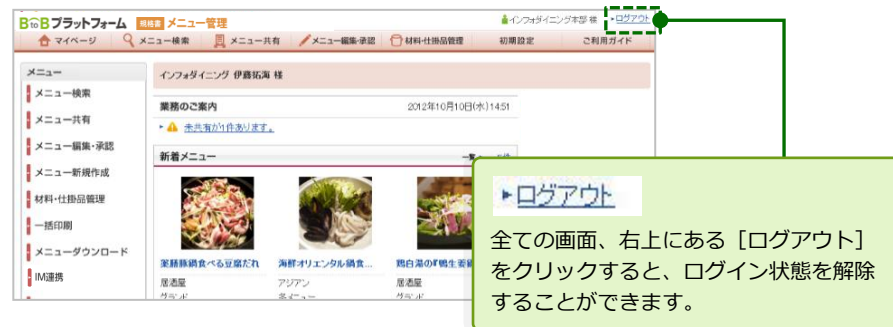 BtoBプラットフォーム 規格書 メニュー管理
インフォダイニング本部 様 ログアウト
マイページ メニュー検索 メニュー共有 メニュー編集・承認 材料・仕掛品管理 初期設定 ご利用ガイド
メニュー
メニュー検索
メニュー共有
メニュー編集・承認
メニュー新規作成
材料・仕掛品管理
一括印刷
メニューダウンロード
IM連携
インフォダイニング 伊藤拓海 様
業務のご案内 2012年10月10日(水)14:51
未共有が1件あります。
新着メニュー
薬膳豚鍋食べる豆腐だれ 海鮮オリエンタル鍋食...
居酒屋 アジアン 居酒屋
グランド
ログアウト
全ての画面、右上にある［ログアウト］
をクリックすると、ログイン状態を解除
することができます。